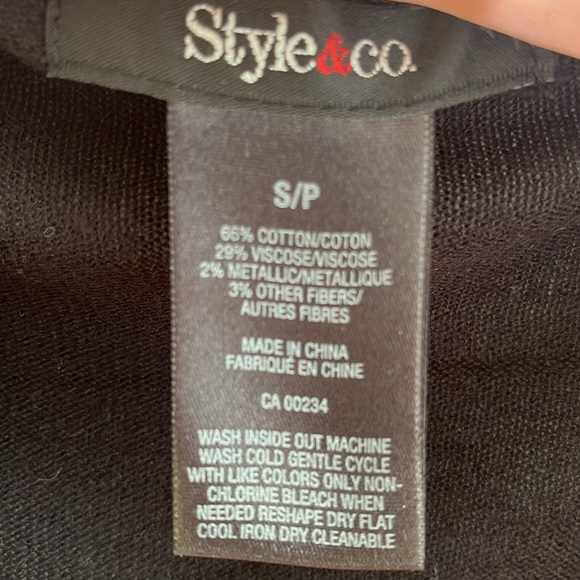 Style&co.
S/P
66% COTTON/COTON
29% VISCOSE/VISCOSE
2% METALLIC/METALLIQUE
3% OTHER FIBERS/
AUTRES FIBRES
MADE IN CHINA
FABRIQUÉ EN CHINE
CA 00234
WASH INSIDE OUT MACHINE
WASH COLD GENTLE CYCLE
WITH LIKE COLORS ONLY NON-
CHLORINE BLEACH WHEN
NEEDED RESHAPE DRY FLAT
COOL IRON DRY CLEANABLE